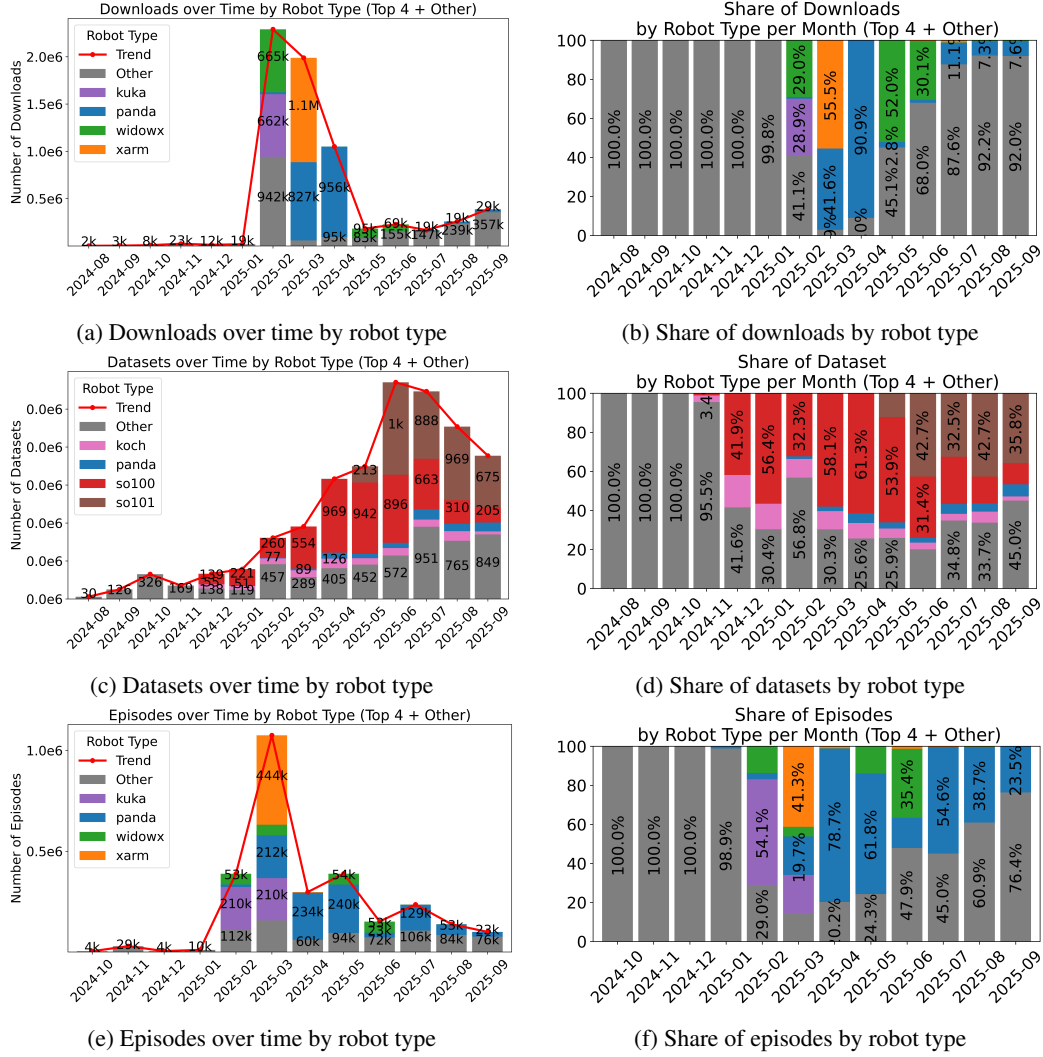 Downloads over Time by Robot Type (Top 4 + Other)
Number of Downloads
2.0e6
1.5e6
1.0e6
0.5e6
Robot Type
Trend
Other
kuka
panda
widowx
xarm
2k
3k
8k
23k
12k
19k
665k
662k
942k
1.1M
827k
956k
95k
95k
83k
69k
155k
19k
147k
19k
239k
29k
357k
2024-08
2024-09
2024-10
2024-11
2024-12
2025-01
2025-02
2025-03
2025-04
2025-05
2025-06
2025-07
2025-08
2025-09
(a) Downloads over time by robot type
Share of Downloads
by Robot Type per Month (Top 4 + Other)
100
80
60
40
20
0
100.0%
100.0%
100.0%
100.0%
100.0%
99.8%
29.0%
28.9%
41.1%
55.5%
41.6%
90.9%
52.0%
2.8%
45.1%
30.1%
68.0%
87.6%
92.2%
92.0%
2024-08
2024-09
2024-10
2024-11
2024-12
2025-01
2025-02
2025-03
2025-04
2025-05
2025-06
2025-07
2025-08
2025-09
(b) Share of downloads by robot type
Datasets over Time by Robot Type (Top 4 + Other)
Number of Datasets
0.0e6
0.0e6
0.0e6
0.0e6
0.0e6
0.0e6
Robot Type
Trend
Other
koch
panda
so100
so101
30
126
326
169
139
55
138
221
51
119
260
77
457
554
89
289
969
126
405
213
942
452
1k
896
572
888
663
951
969
310
765
675
205
849
2024-08
2024-09
2024-10
2024-11
2024-12
2025-01
2025-02
2025-03
2025-04
2025-05
2025-06
2025-07
2025-08
2025-09
(c) Datasets over time by robot type
Share of Dataset
by Robot Type per Month (Top 4 + Other)
100
80
60
40
20
0
100.0%
100.0%
100.0%
3.4
95.5%
41.9%
41.6%
56.4%
30.4%
32.3%
56.8%
58.1%
30.3%
61.3%
25.6%
53.9%
25.9%
42.7%
31.4%
32.5%
34.8%
42.7%
33.7%
35.8%
45.0%
2024-08
2024-09
2024-10
2024-11
2024-12
2025-01
2025-02
2025-03
2025-04
2025-05
2025-06
2025-07
2025-08
2025-09
(d) Share of datasets by robot type
Episodes over Time by Robot Type (Top 4 + Other)
Number of Episodes
1.0e6
0.5e6
Robot Type
Trend
Other
kuka
panda
widowx
xarm
4k
29k
4k
10k
53k
210k
112k
444k
212k
210k
234k
60k
54k
240k
94k
53k
23k
72k
129k
106k
53k
84k
23k
76k
2024-10
2024-11
2024-12
2025-01
2025-02
2025-03
2025-04
2025-05
2025-06
2025-07
2025-08
2025-09
(e) Episodes over time by robot type
Share of Episodes
by Robot Type per Month (Top 4 + Other)
100
80
60
40
20
0
100.0%
100.0%
100.0%
98.9%
54.1%
29.0%
41.3%
19.7%
78.7%
20.2%
61.8%
24.3%
35.4%
47.9%
54.6%
45.0%
38.7%
60.9%
23.5%
76.4%
2024-10
2024-11
2024-12
2025-01
2025-02
2025-03
2025-04
2025-05
2025-06
2025-07
2025-08
2025-09
(f) Share of episodes by robot type